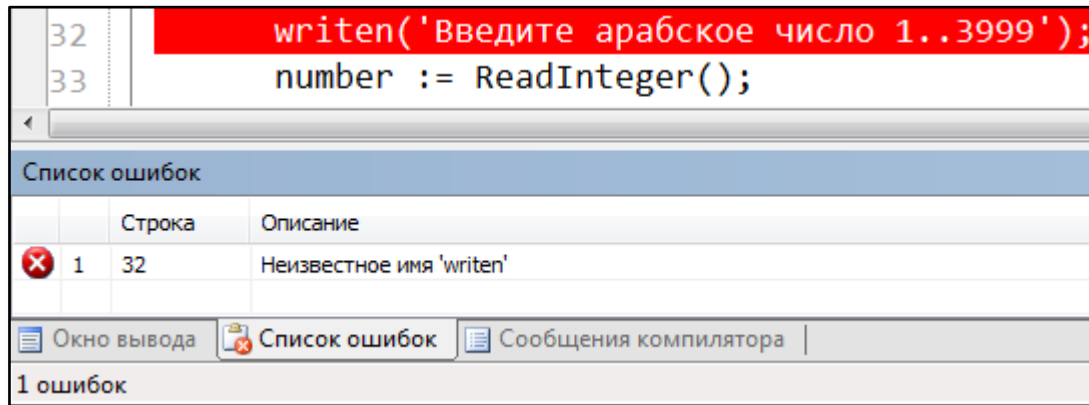 32 writen('Введите арабское число 1..3999');
33 number := ReadInteger();
Список ошибок
Строка Описание
1 32 Неизвестное имя 'writen'
Окно вывода Список ошибок Сообщения компилятора
1 ошибок